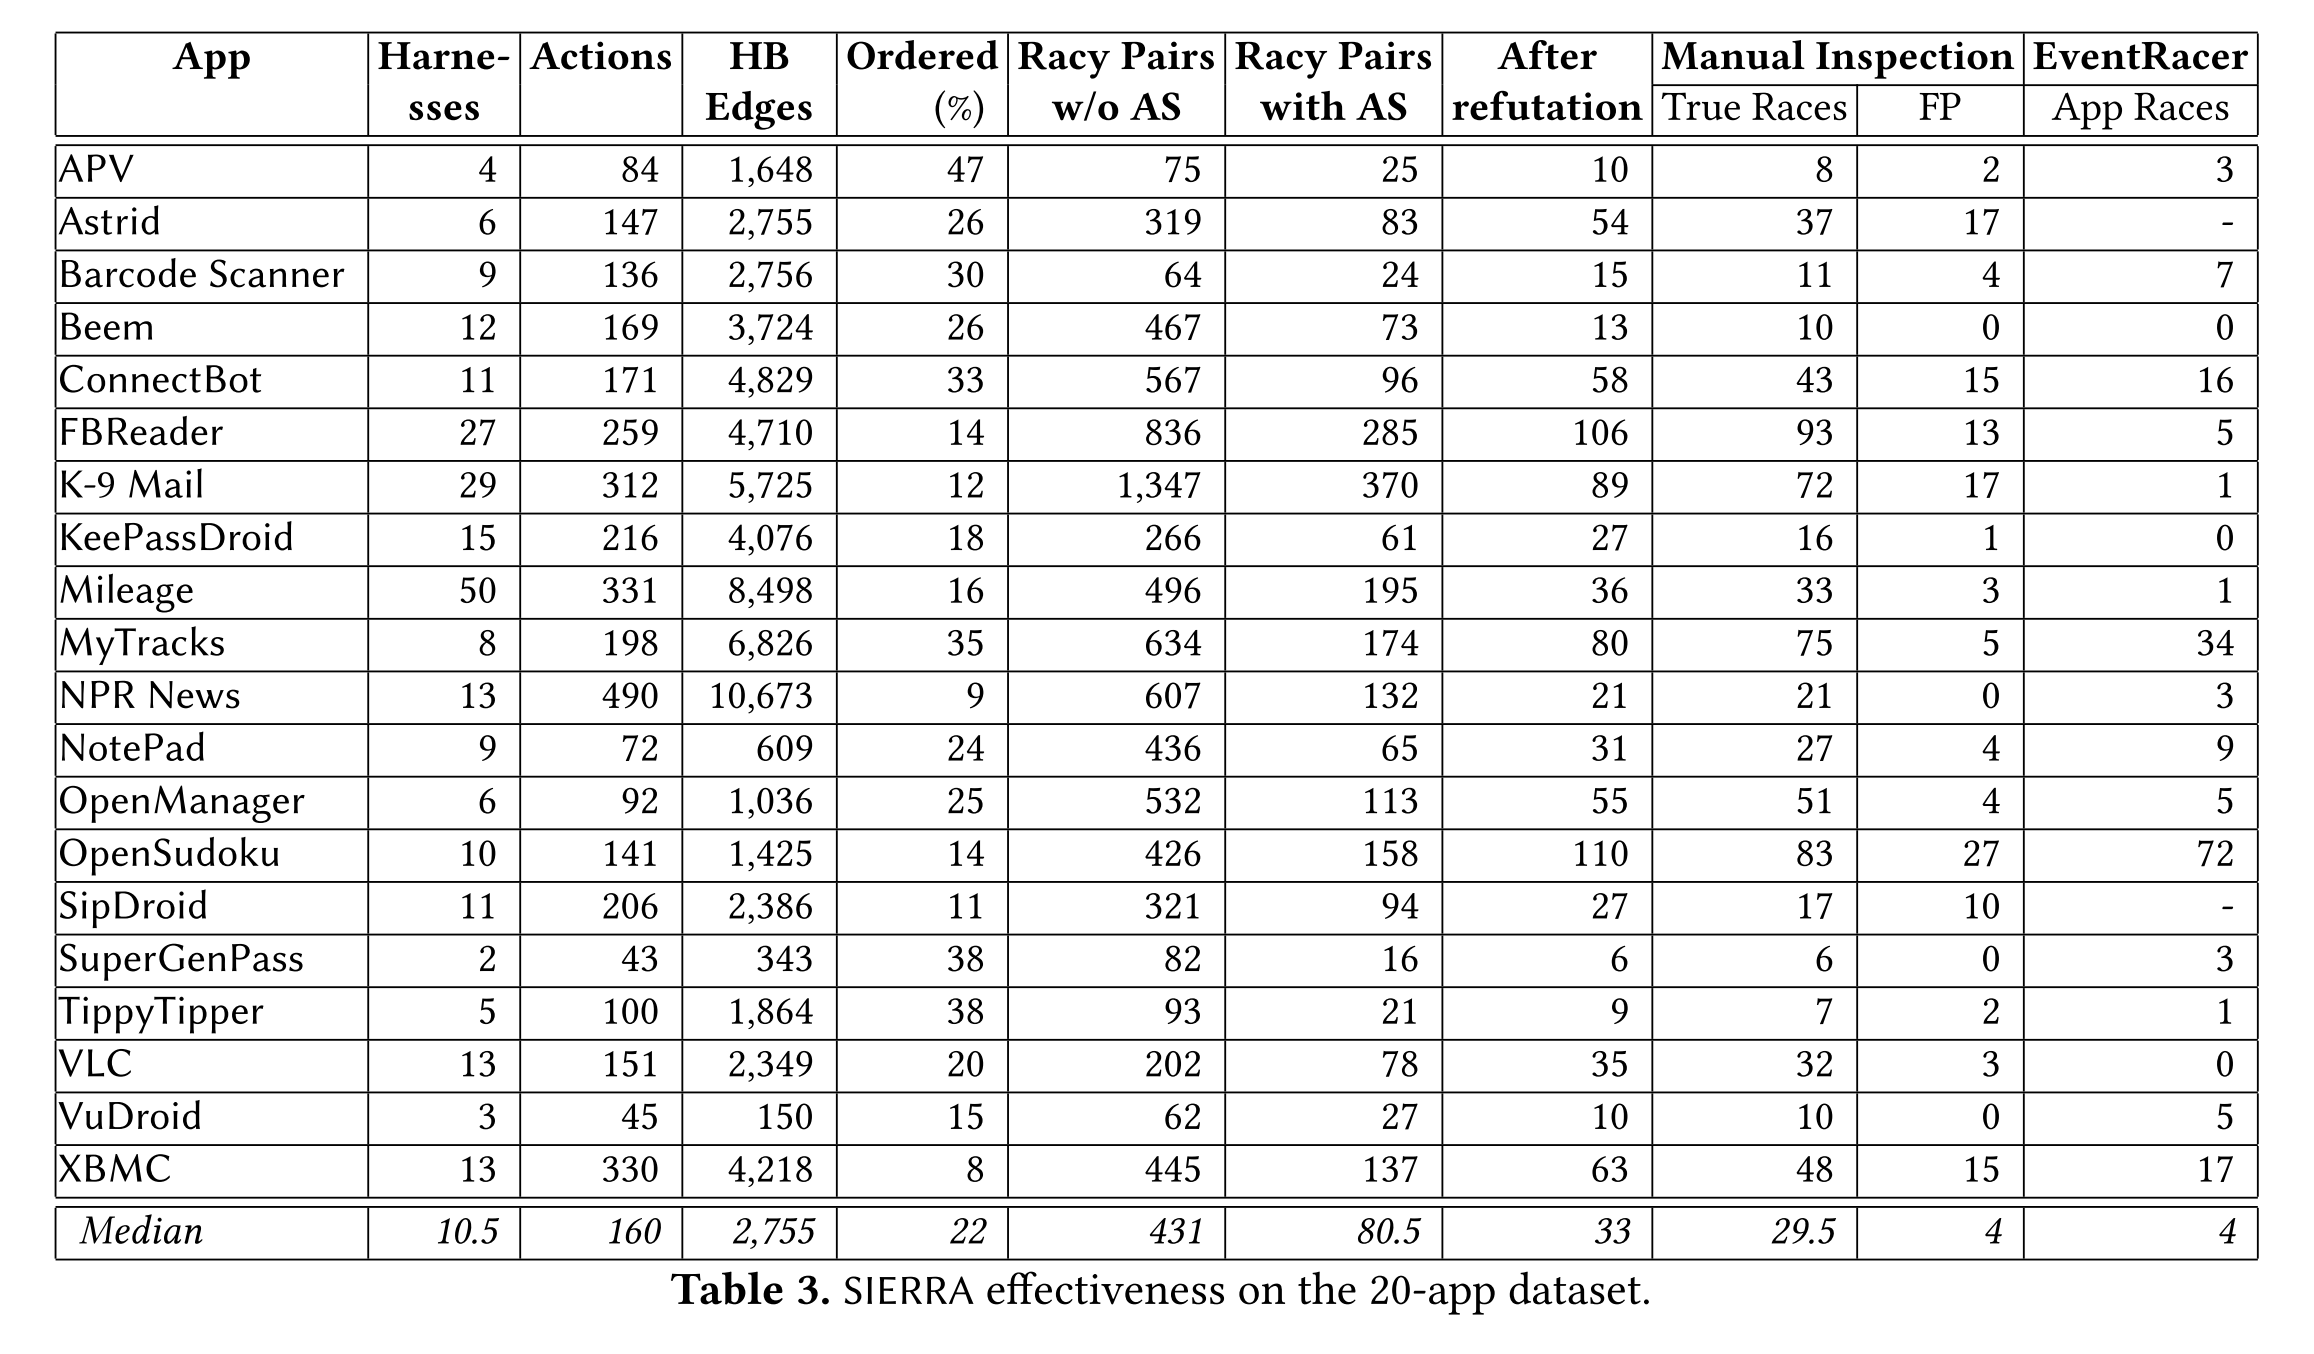 App Harne- Actions HB Ordered Racy Pairs Racy Pairs After Manual Inspection EventRacer
sses Edges (%) w/o AS with AS refutation True Races FP App Races
APV 4 84 1,648 47 75 25 10 8 2 3
Astrid 6 147 2,755 26 319 83 54 37 17 -
Barcode Scanner 9 136 2,756 30 64 24 15 11 4 7
Beem 12 169 3,724 26 467 73 13 10 0 0
ConnectBot 11 171 4,829 33 567 96 58 43 15 16
FBReader 27 259 4,710 14 836 285 106 93 13 5
K-9 Mail 29 312 5,725 12 1,347 370 89 72 17 1
KeePassDroid 15 216 4,076 18 266 61 27 16 1 0
Mileage 50 331 8,498 16 496 195 36 33 3 1
MyTracks 8 198 6,826 35 634 174 80 75 5 34
NPR News 13 490 10,673 9 607 132 21 21 0 3
NotePad 9 72 609 24 436 65 31 27 4 9
OpenManager 6 92 1,036 25 532 113 55 51 4 5
OpenSudoku 10 141 1,425 14 426 158 110 83 27 72
SipDroid 11 206 2,386 11 321 94 27 17 10 -
SuperGenPass 2 43 343 38 82 16 6 6 0 3
TippyTipper 5 100 1,864 38 93 21 9 7 2 1
VLC 13 151 2,349 20 202 78 35 32 3 0
VuDroid 3 45 150 15 62 27 10 10 0 5
XBMC 13 330 4,218 8 445 137 63 48 15 17
Median 10.5 160 2,755 22 431 80.5 33 29.5 4 4
Table 3. SIERRA effectiveness on the 20-app dataset.